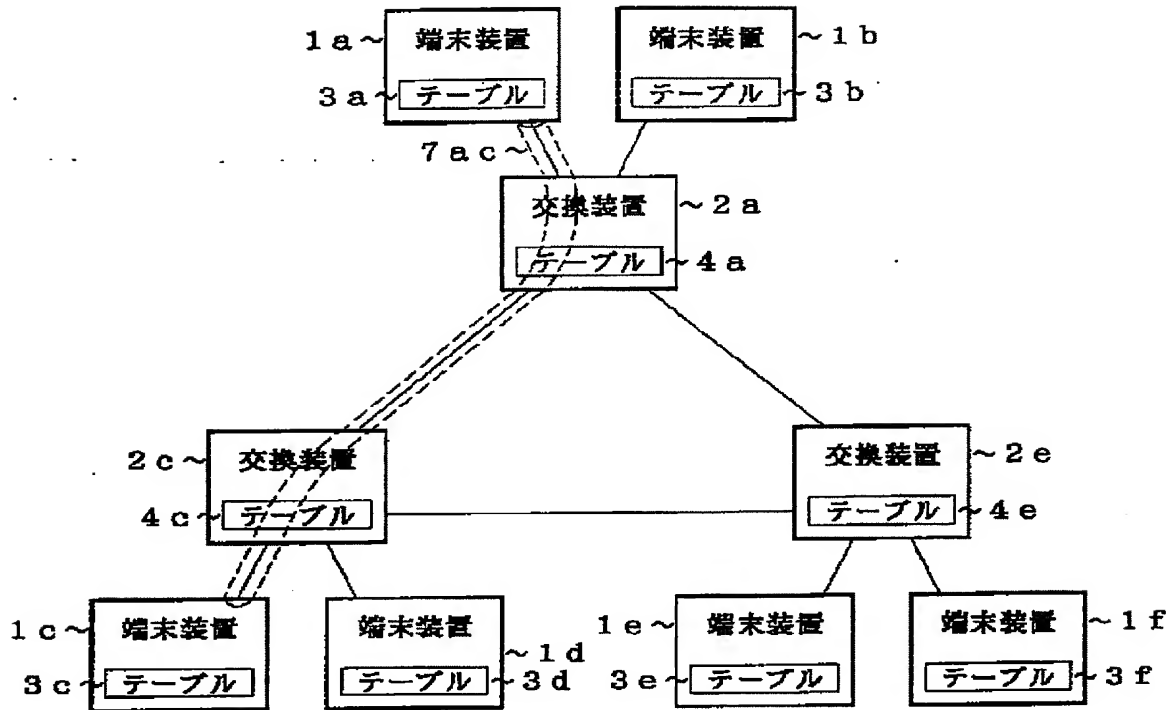 1a～ 端末装置 端末装置 ～1b
3a～ テーブル テーブル ～3b
7ac～
交換装置 ～2a
テーブル ～4a
2c～ 交換装置 交換装置 ～2e
4c～ テーブル テーブル ～4e
1c～ 端末装置 端末装置 ～1d 1e～ 端末装置 端末装置 ～1f
3c～ テーブル テーブル ～3d 3e～ テーブル テーブル ～3f